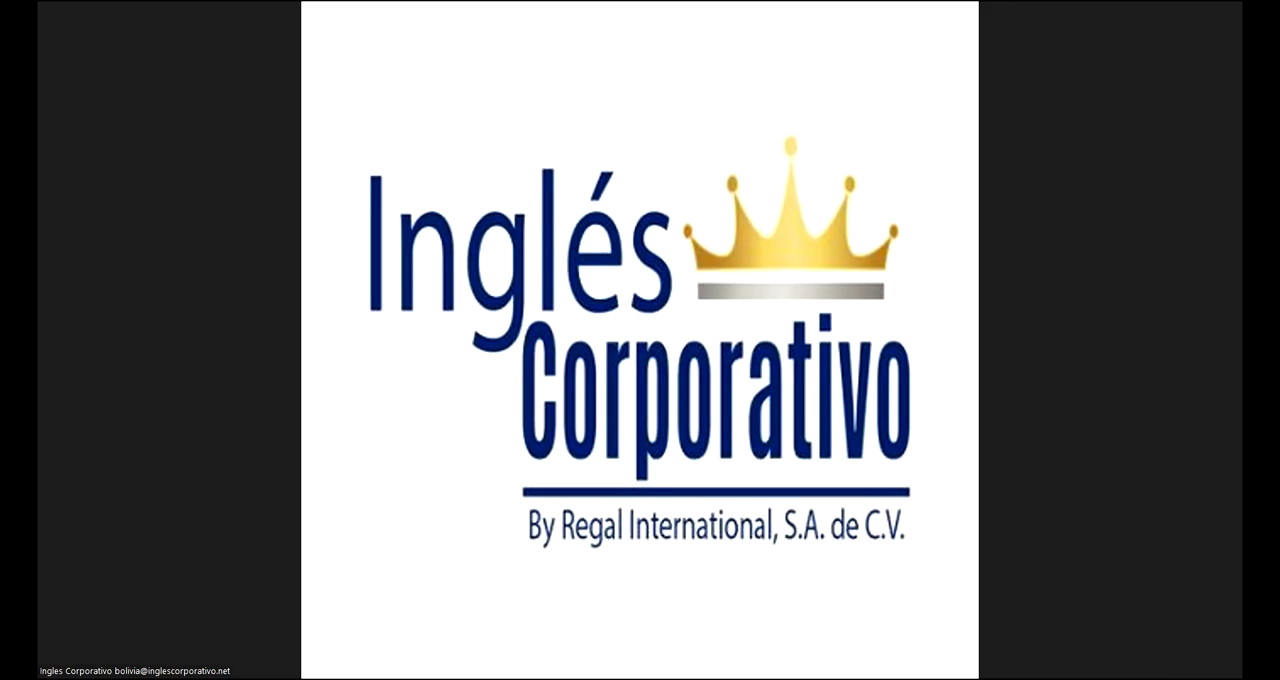 Inglés
Corporativo
By Regal International, S.A. de C.V.
Ingles Corporativo bolivia@inglescorporativo.net